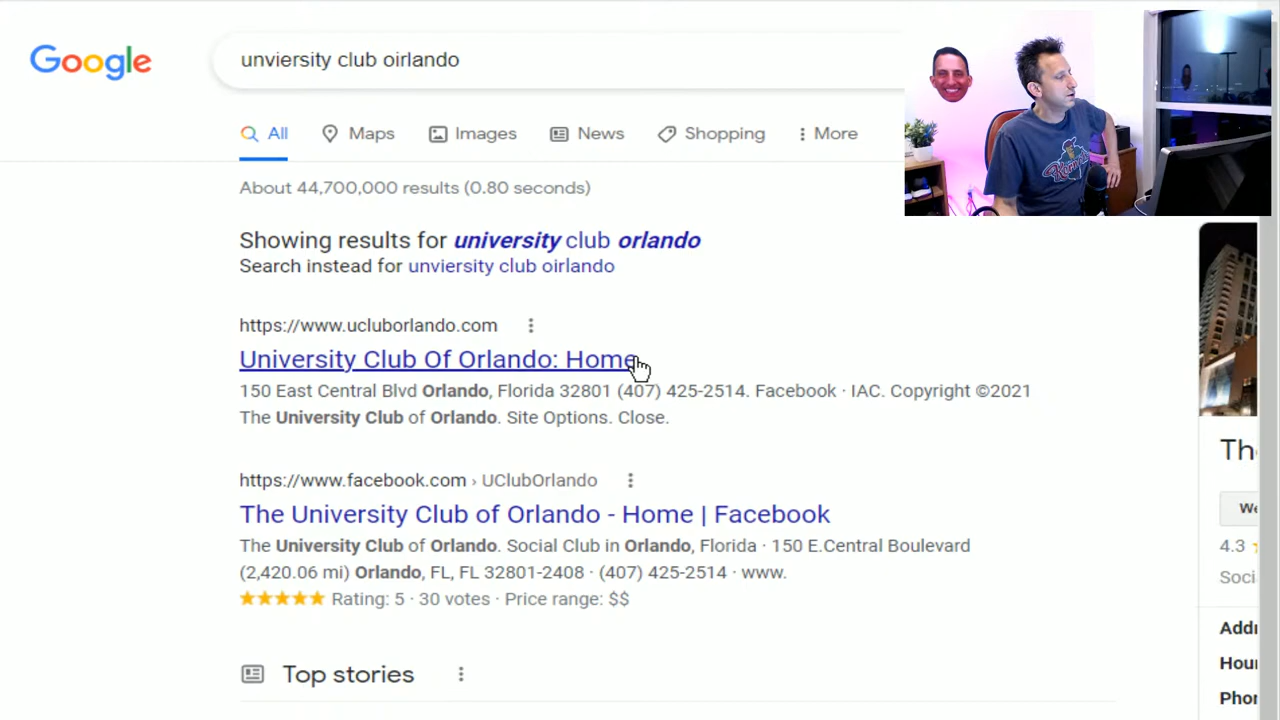 Google
unviersity club oirlando
All Maps Images News Shopping More
About 44,700,000 results (0.80 seconds)
Showing results for university club orlando
Search instead for unviersity club oirlando
https://www.ucluborlando.com
University Club Of Orlando: Home
150 East Central Blvd Orlando, Florida 32801 (407) 425-2514. Facebook · IAC. Copyright ©2021
The University Club of Orlando. Site Options. Close.
https://www.facebook.com › UClubOrlando
The University Club of Orlando - Home | Facebook
The University Club of Orlando. Social Club in Orlando, Florida · 150 E.Central Boulevard
(2,420.06 mi) Orlando, FL, FL 32801-2408 · (407) 425-2514 · www.
Rating: 5 · 30 votes · Price range: $$
Top stories
4.3